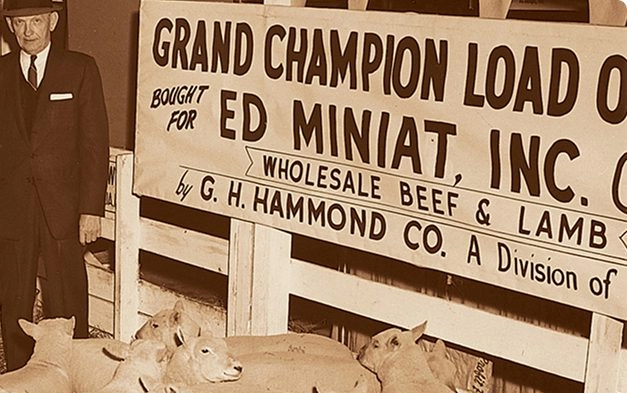 GRAND CHAMPION LOAD
BOUGHT
FOR
ED MINIAT, INC.
WHOLESALE BEEF & LAMB
by G. H. HAMMOND CO. A Division of